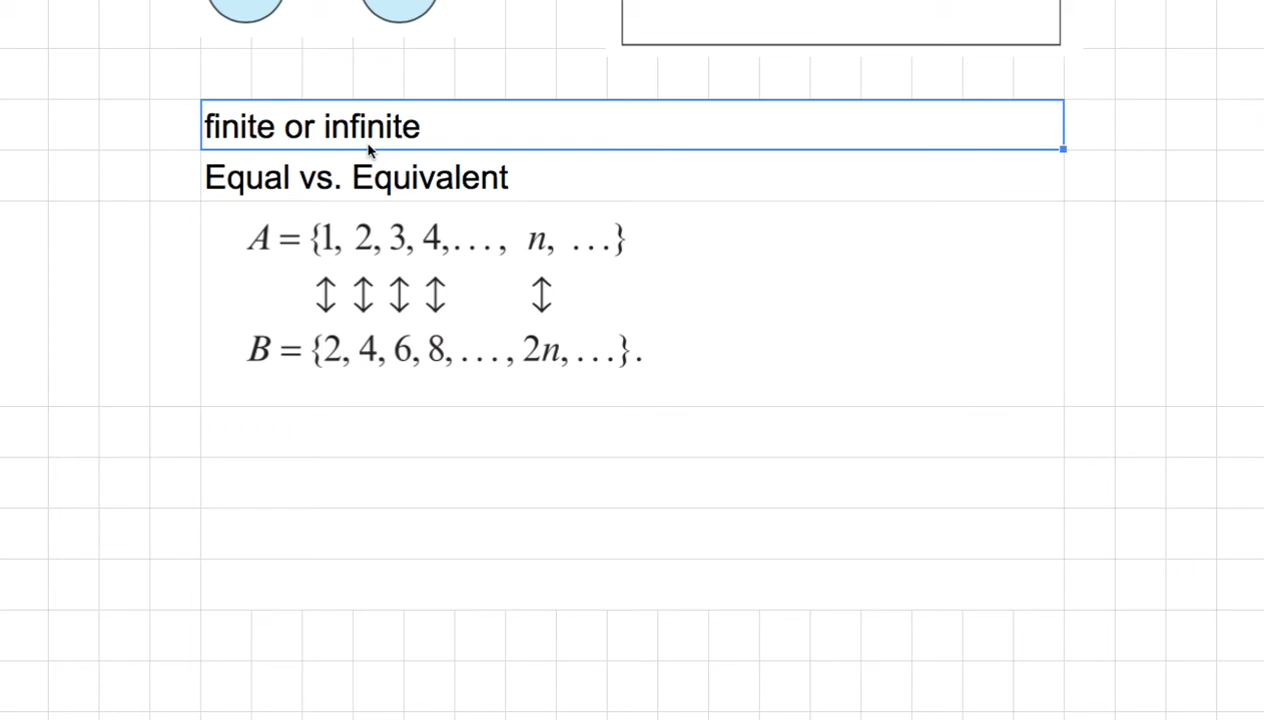 finite or infinite
Equal vs. Equivalent
A = {1, 2, 3, 4,..., n, ...}
↕ ↕ ↕ ↕ ↕
B = {2, 4, 6, 8,..., 2n,...}.